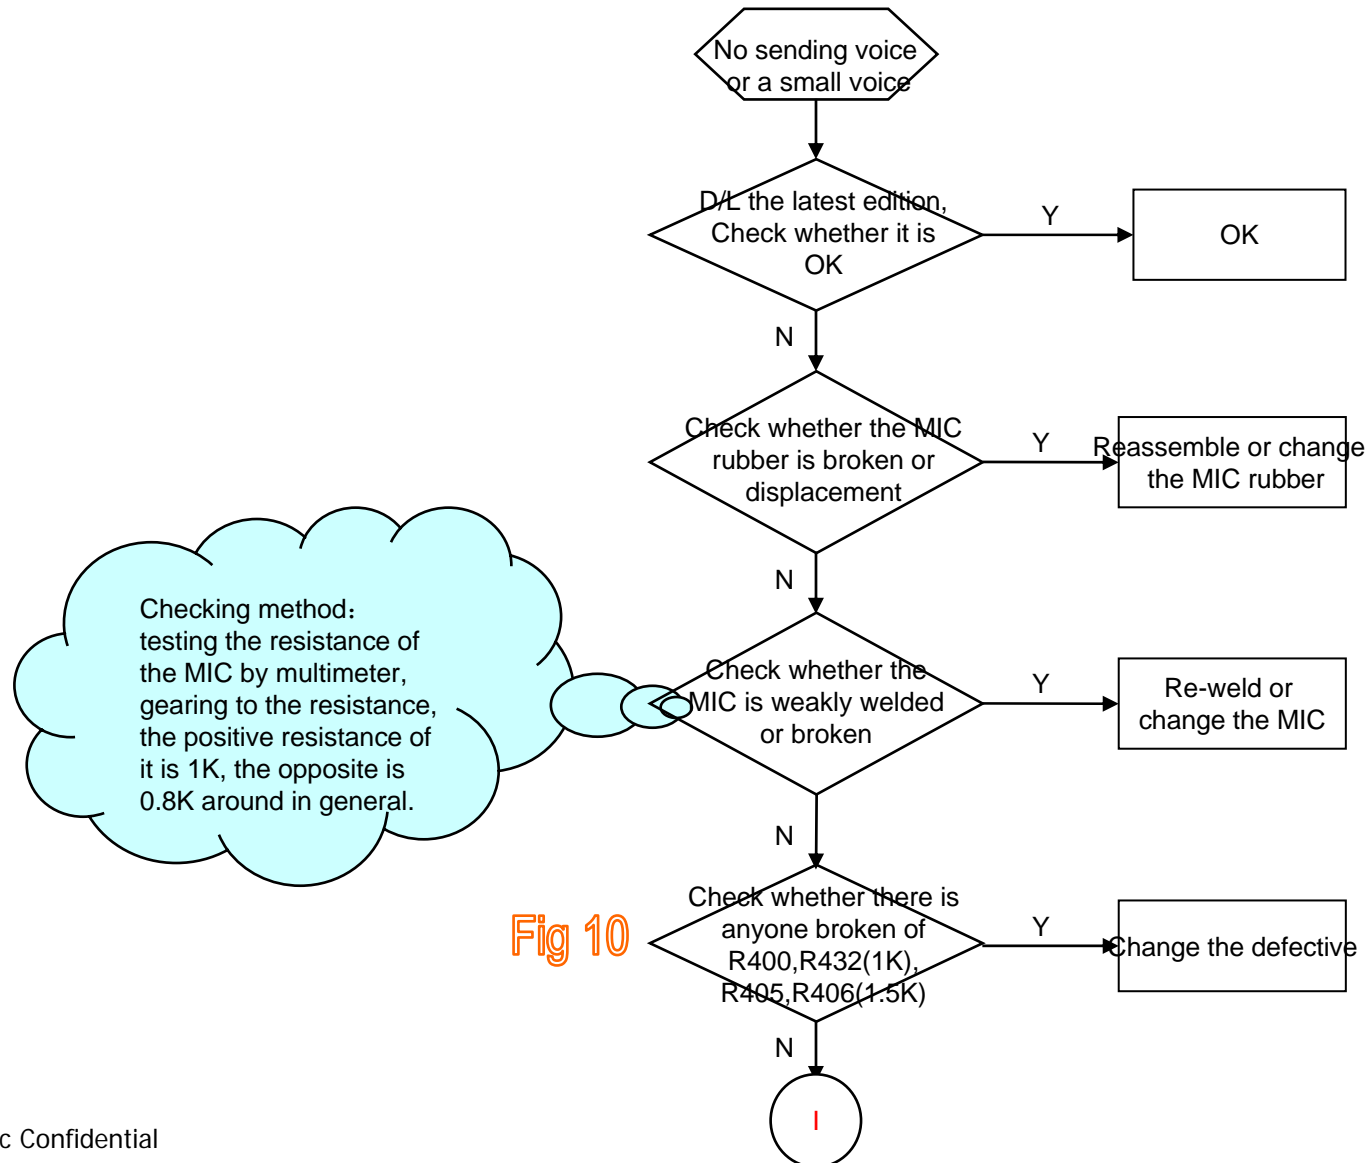 No sending voice
or a small voice
D/L the latest edition,
Check whether it is
OK
Y
OK
N
Check whether the MIC
rubber is broken or
displacement
Y
Reassemble or change
the MIC rubber
N
Checking method：
testing the resistance of
the MIC by multimeter,
gearing to the resistance,
the positive resistance of
it is 1K, the opposite is
0.8K around in general.
Check whether the
MIC is weakly welded
or broken
Y
Re-weld or
change the MIC
N
Fig 10
Check whether there is
anyone broken of
R400,R432(1K),
R405,R406(1.5K)
Y
Change the defective
N
I
c Confidential